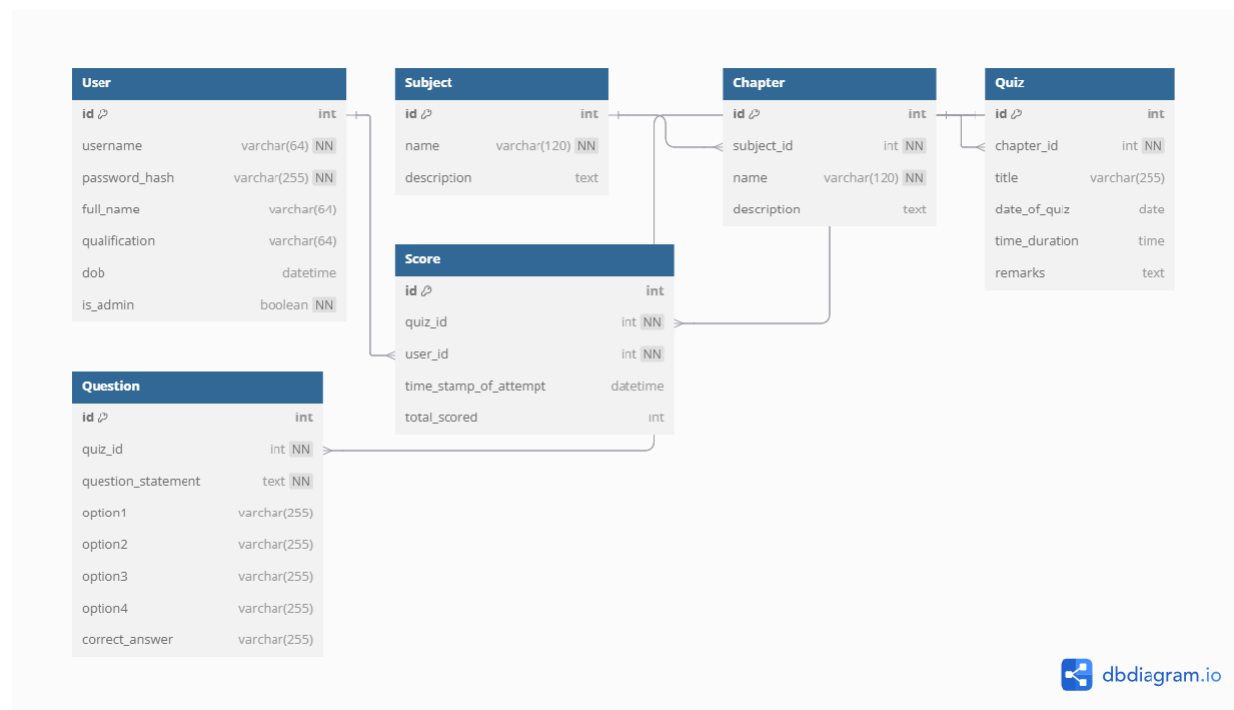 User
id int
username varchar(64) NN
password_hash varchar(255) NN
full_name varchar(64)
qualification varchar(64)
dob datetime
is_admin boolean NN
Subject
id int
name varchar(120) NN
description text
Chapter
id int
subject_id int NN
name varchar(120) NN
description text
Quiz
id int
chapter_id int NN
title varchar(255)
date_of_quiz date
time_duration time
remarks text
Score
id int
quiz_id int NN
user_id int NN
time_stamp_of_attempt datetime
total_scored int
Question
id int
quiz_id int NN
question_statement text NN
option1 varchar(255)
option2 varchar(255)
option3 varchar(255)
option4 varchar(255)
correct_answer varchar(255)
dbdiagram.io